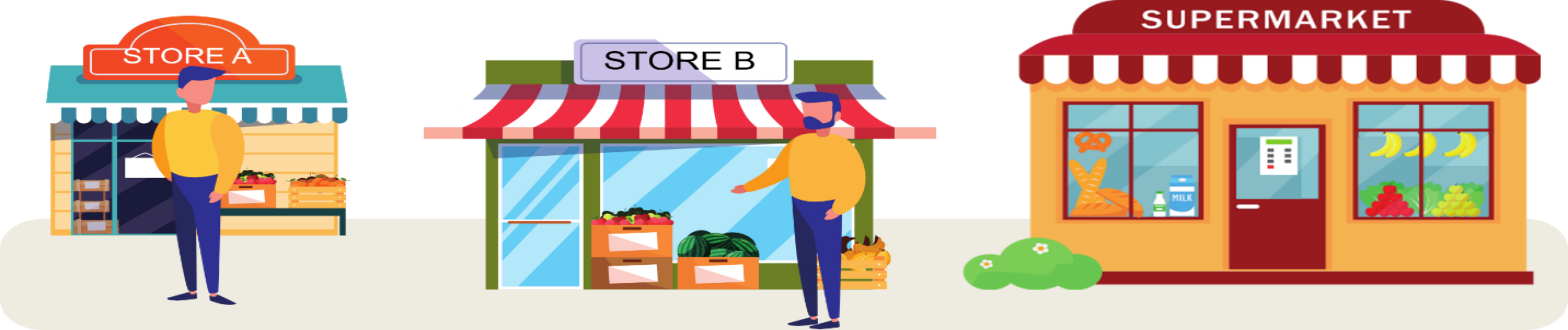 STORE A
STORE B
SUPERMARKET
MILK